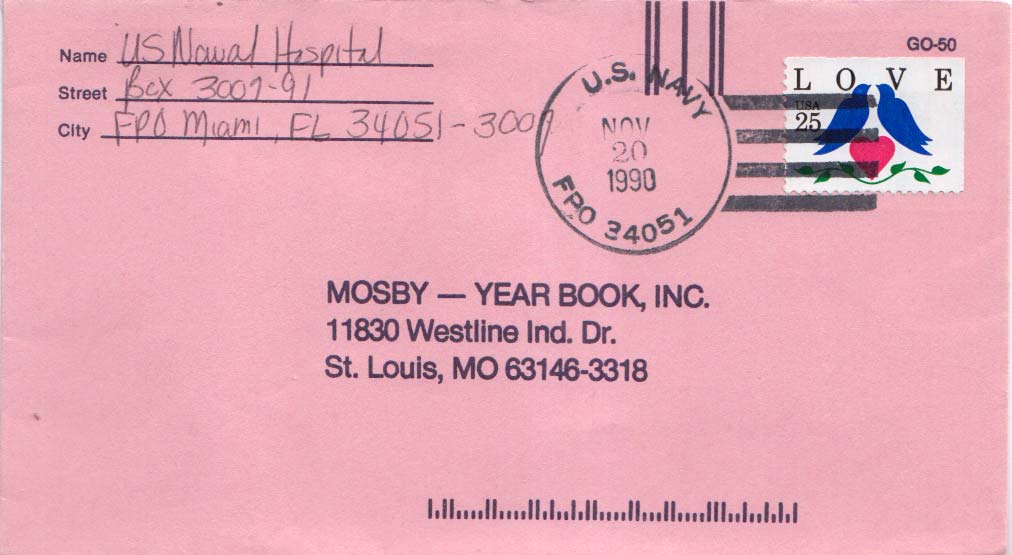 GO-50
Name US Naval Hospital
Street Box 3007-91
City FPO Miami, FL 34051-3007
L O V E
USA
25
U.S. NAVY
NOV
20
1990
FPO 34051
MOSBY — YEAR BOOK, INC.
11830 Westline Ind. Dr.
St. Louis, MO 63146-3318